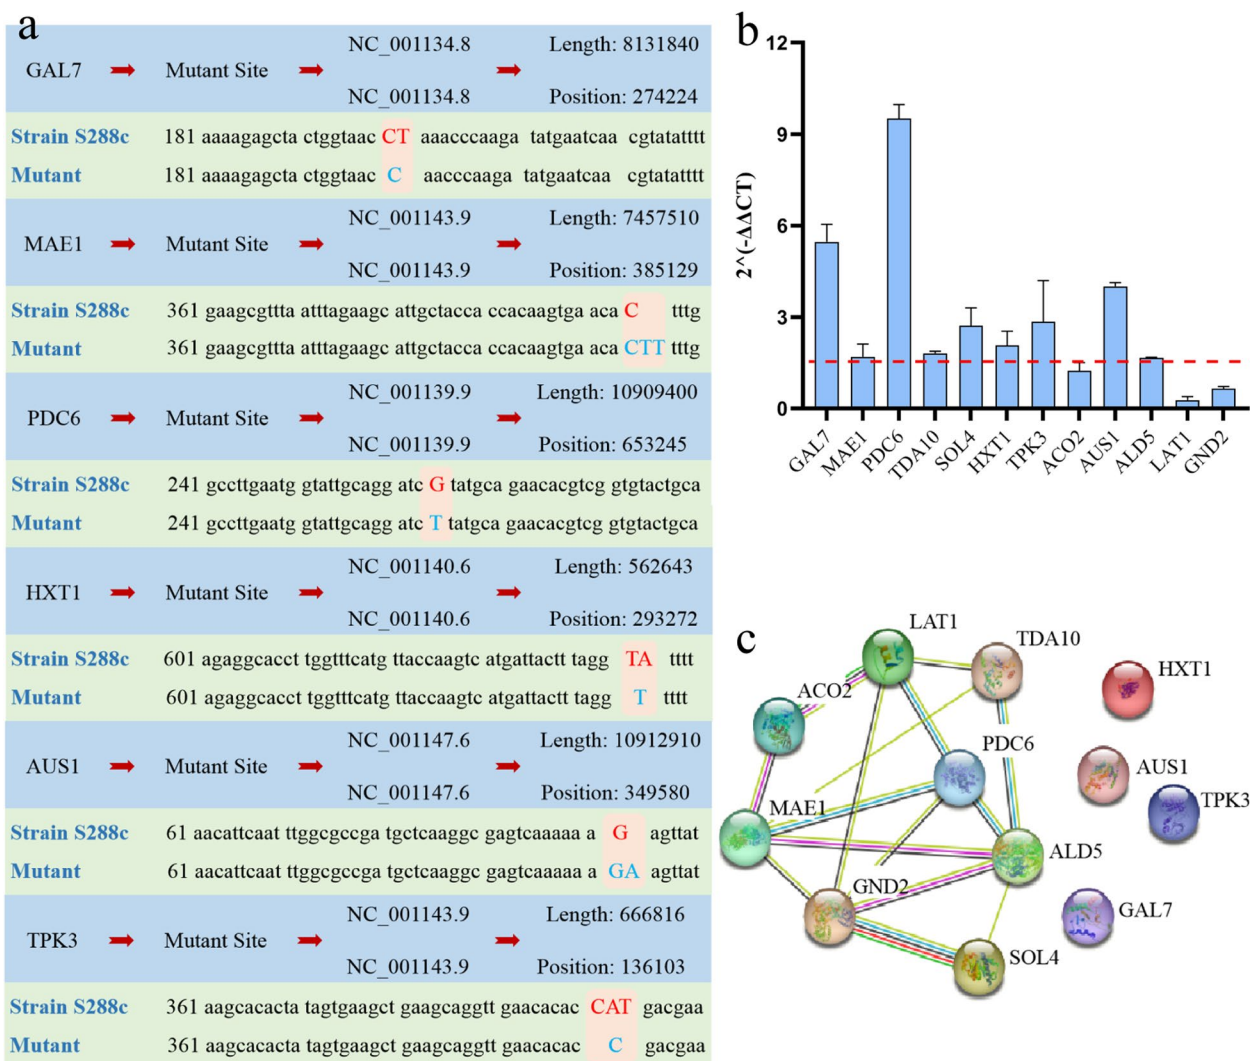 a
GAL7 Mutant Site NC_001134.8 Length: 8131840
NC_001134.8 Position: 274224
Strain S288c 181 aaaagagcta ctggtaac CT aaacccaaga tatgaatcaa cgtatatttt
Mutant 181 aaaagagcta ctggtaac C aacccaaga tatgaatcaa cgtatatttt
MAE1 Mutant Site NC_001143.9 Length: 7457510
NC_001143.9 Position: 385129
Strain S288c 361 gaagcgttta atttagaagc attgctacca ccacaagtga aca C tttg
Mutant 361 gaagcgttta atttagaagc attgctacca ccacaagtga aca CTT tttg
PDC6 Mutant Site NC_001139.9 Length: 10909400
NC_001139.9 Position: 653245
Strain S288c 241 gccttgaatg gtattgcagg atc G tatgca gaacacgtcg gtgtactgca
Mutant 241 gccttgaatg gtattgcagg atc T tatgca gaacacgtcg gtgtactgca
HXT1 Mutant Site NC_001140.6 Length: 562643
NC_001140.6 Position: 293272
Strain S288c 601 agaggcacct tggtttcatg ttaccaagtc atgattactt tagg TA tttt
Mutant 601 agaggcacct tggtttcatg ttaccaagtc atgattactt tagg T tttt
AUS1 Mutant Site NC_001147.6 Length: 10912910
NC_001147.6 Position: 349580
Strain S288c 61 aacattcaat ttggcgccga tgctcaaggc gagtcaaaaa a G agttat
Mutant 61 aacattcaat ttggcgccga tgctcaaggc gagtcaaaaa a GA agttat
TPK3 Mutant Site NC_001143.9 Length: 666816
NC_001143.9 Position: 136103
Strain S288c 361 aagcacacta tagtgaagct gaagcaggtt gaacacac CAT gacgaa
Mutant 361 aagcacacta tagtgaagct gaagcaggtt gaacacac C gacgaa
b
2^(-ΔΔCT)
12
9
6
3
0
GAL7 MAE1 PDC6 TDA10 SOL4 HXT1 TPK3 ACO2 AUS1 ALD5 LAT1 GND2
c
LAT1
TDA10
HXT1
ACO2
PDC6
AUS1
TPK3
MAE1
ALD5
GND2
GAL7
SOL4